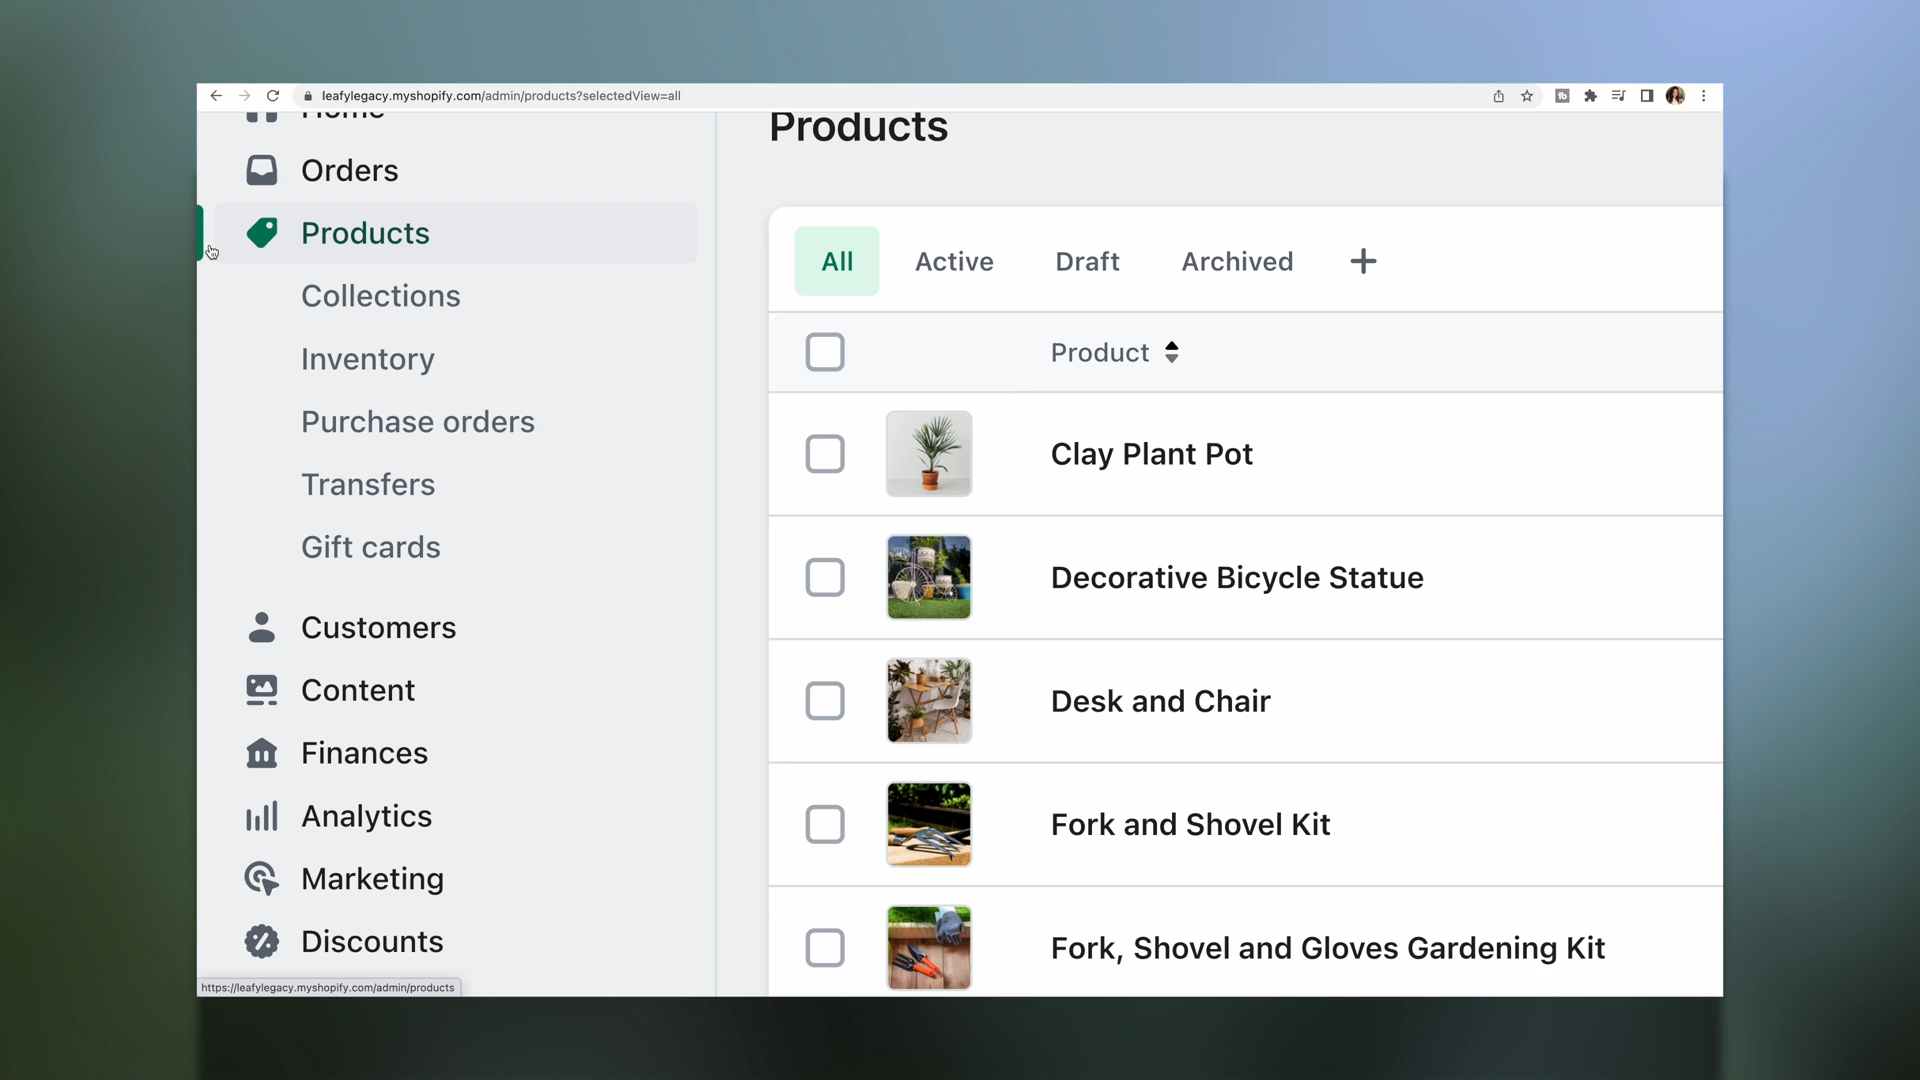 leafylegacy.myshopify.com/admin/products?selectedView=all
Home
Orders
Products
Collections
Inventory
Purchase orders
Transfers
Gift cards
Customers
Content
Finances
Analytics
Marketing
Discounts
https://leafylegacy.myshopify.com/admin/products
Products
All Active Draft Archived +
Product
Clay Plant Pot
Decorative Bicycle Statue
Desk and Chair
Fork and Shovel Kit
Fork, Shovel and Gloves Gardening Kit